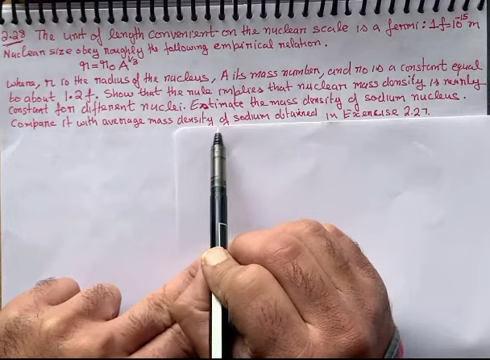 2.28 The unit of length convenient on the nuclear scale is a fermi: 1f=10⁻¹⁵m
Nuclear size obey roughly the following empirical relation.
r=r₀ A^1/3
where, r is the radius of the nucleus, A its mass number, and r₀ is a constant equal
to about 1.2f. Show that the rule implies that nuclear mass density is nearly
constant for different nuclei. Estimate the mass density of sodium nucleus.
Compare it with average mass density of sodium obtained in Exercise 2.27.